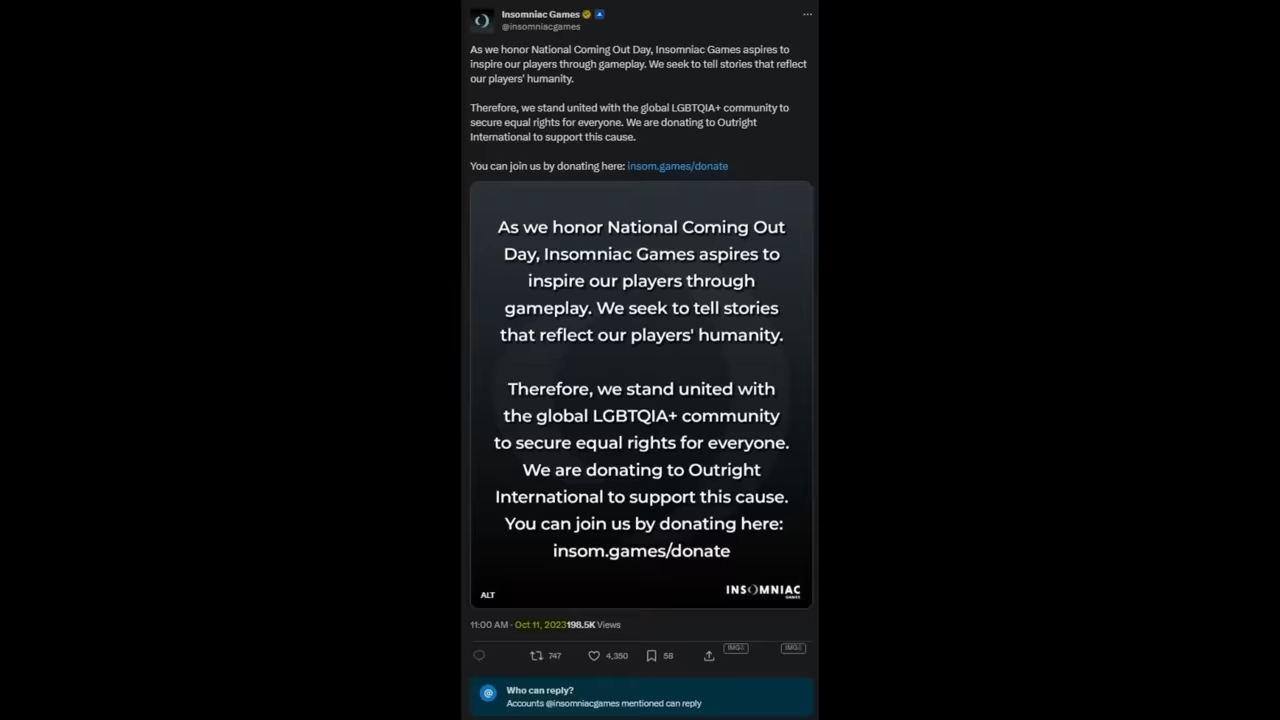 Insomniac Games
@insomniacgames
As we honor National Coming Out Day, Insomniac Games aspires to
inspire our players through gameplay. We seek to tell stories that reflect
our players' humanity.
Therefore, we stand united with the global LGBTQIA+ community to
secure equal rights for everyone. We are donating to Outright
International to support this cause.
You can join us by donating here: insom.games/donate
As we honor National Coming Out
Day, Insomniac Games aspires to
inspire our players through
gameplay. We seek to tell stories
that reflect our players' humanity.
Therefore, we stand united with
the global LGBTQIA+ community
to secure equal rights for everyone.
We are donating to Outright
International to support this cause.
You can join us by donating here:
insom.games/donate
INSOMNIAC
GAMES
ALT
11:00 AM · Oct 11, 2023198.5K Views
747 4,350 58 IMGS IMGS
Who can reply?
Accounts @insomniacgames mentioned can reply